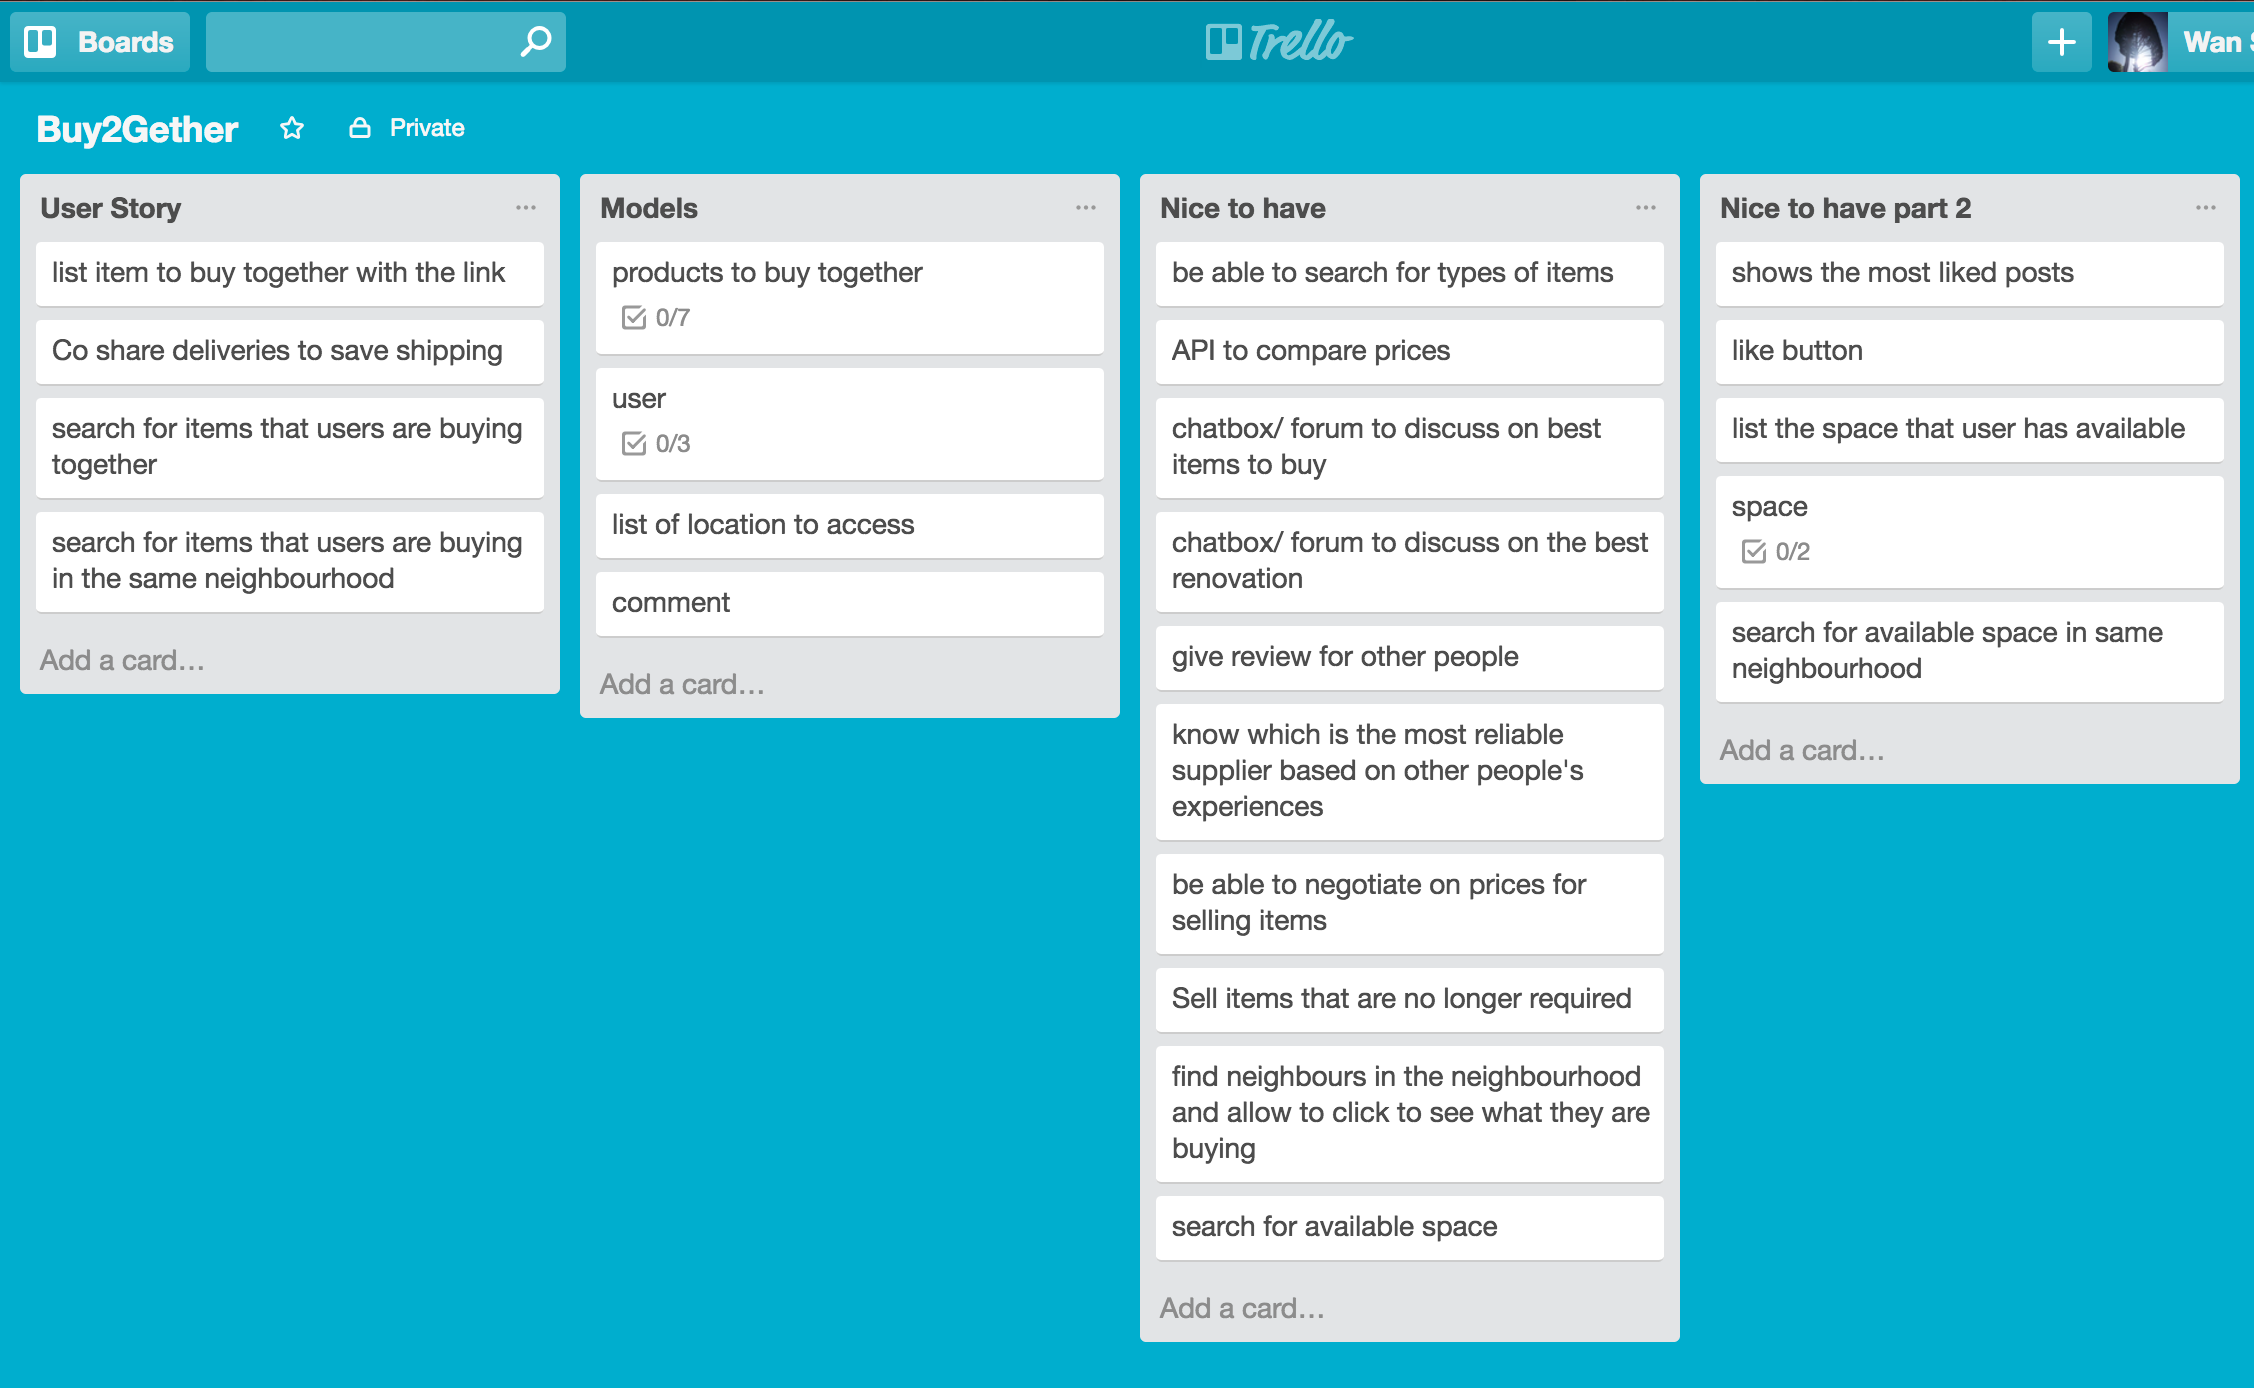 Boards
Trello
Wan S
Buy2Gether
Private
User Story
list item to buy together with the link
Co share deliveries to save shipping
search for items that users are buying
together
search for items that users are buying
in the same neighbourhood
Add a card…
Models
products to buy together
0/7
user
0/3
list of location to access
comment
Add a card…
Nice to have
be able to search for types of items
API to compare prices
chatbox/ forum to discuss on best
items to buy
chatbox/ forum to discuss on the best
renovation
give review for other people
know which is the most reliable
supplier based on other people's
experiences
be able to negotiate on prices for
selling items
Sell items that are no longer required
find neighbours in the neighbourhood
and allow to click to see what they are
buying
search for available space
Add a card…
Nice to have part 2
shows the most liked posts
like button
list the space that user has available
space
0/2
search for available space in same
neighbourhood
Add a card…